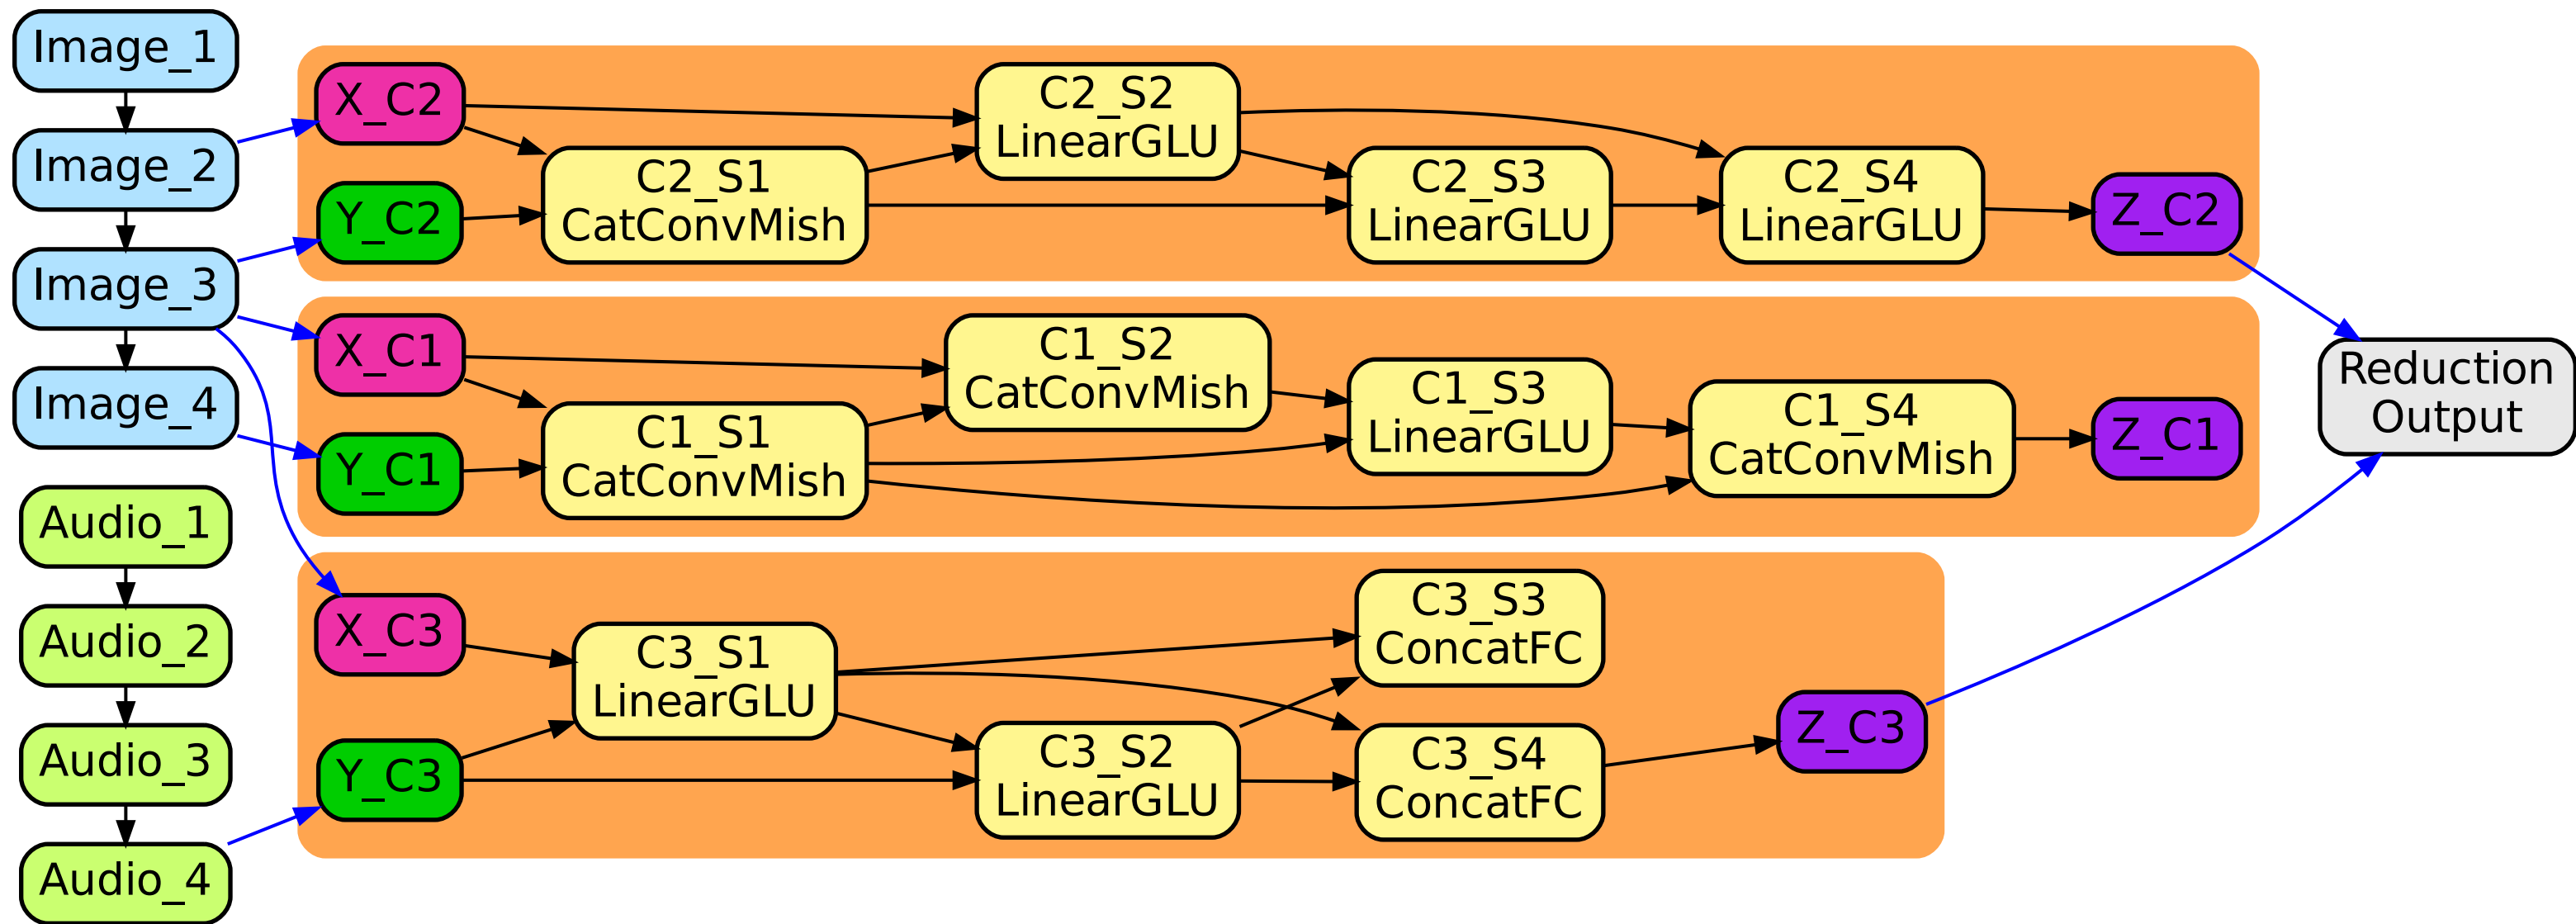 Image_1
Image_2
Image_3
Image_4
Audio_1
Audio_2
Audio_3
Audio_4
X_C2
Y_C2
C2_S1
CatConvMish
C2_S2
LinearGLU
C2_S3
LinearGLU
C2_S4
LinearGLU
Z_C2
X_C1
Y_C1
C1_S1
CatConvMish
C1_S2
CatConvMish
C1_S3
LinearGLU
C1_S4
CatConvMish
Z_C1
X_C3
Y_C3
C3_S1
LinearGLU
C3_S2
LinearGLU
C3_S3
ConcatFC
C3_S4
ConcatFC
Z_C3
Reduction
Output